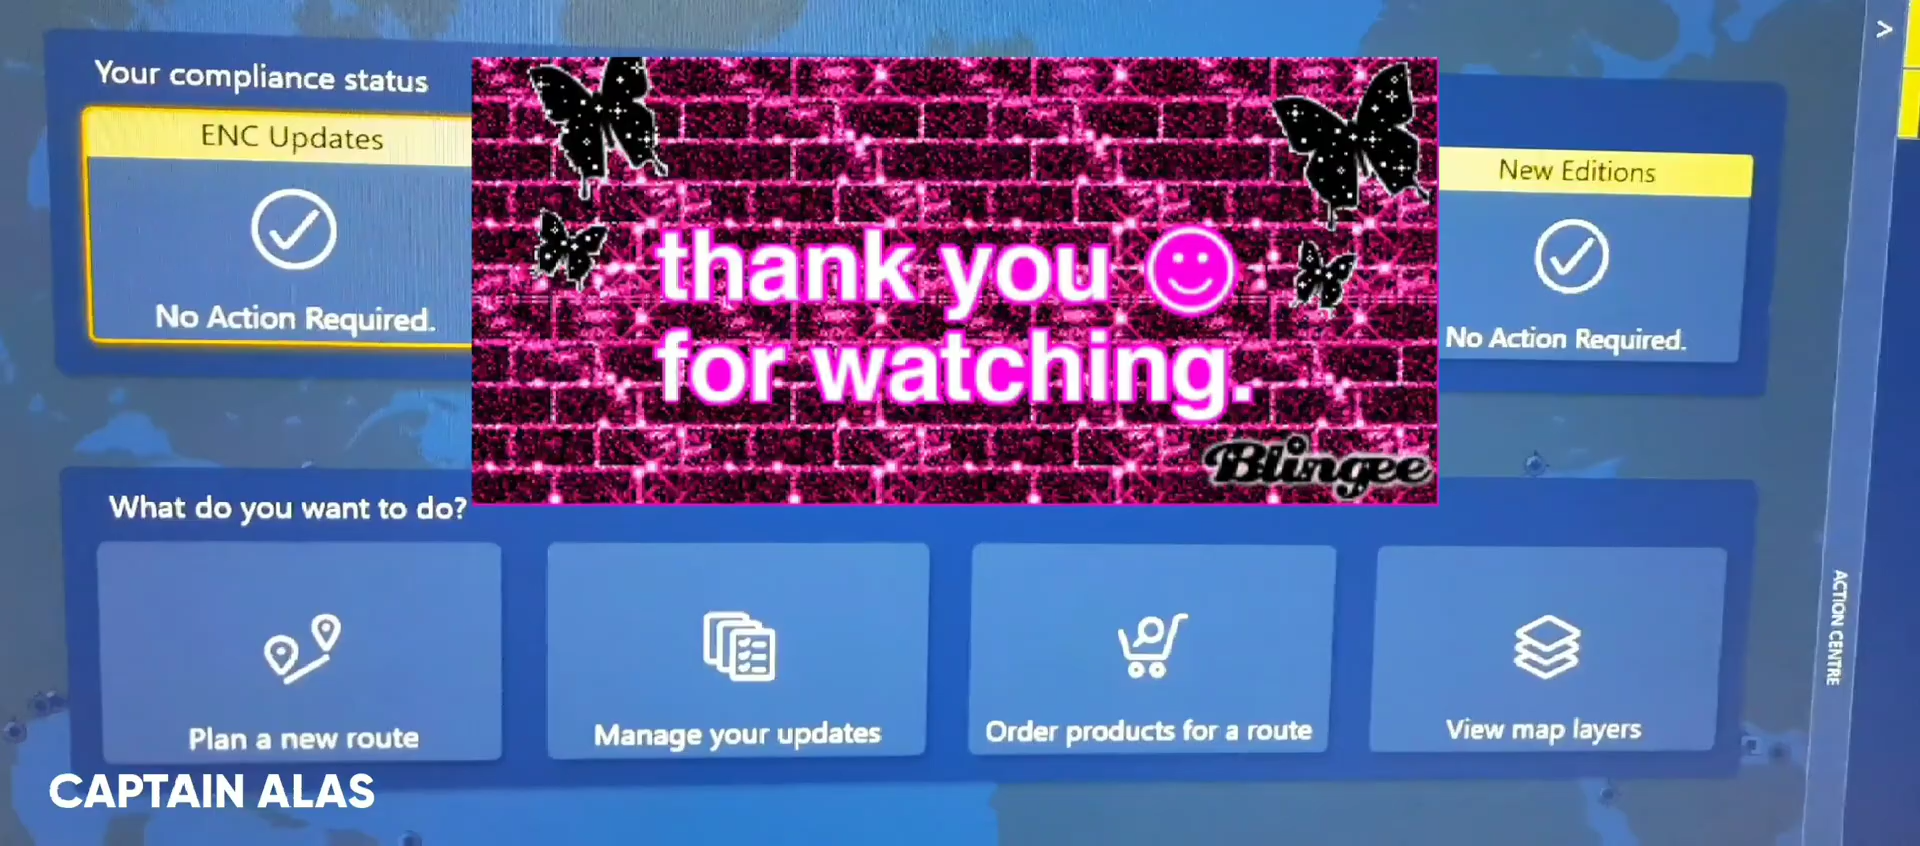 Your compliance status
ENC Updates
No Action Required.
thank you
for watching.
Blingee
New Editions
No Action Required.
>
What do you want to do?
Plan a new route
Manage your updates
Order products for a route
View map layers
ACTION CENTRE
CAPTAIN ALAS